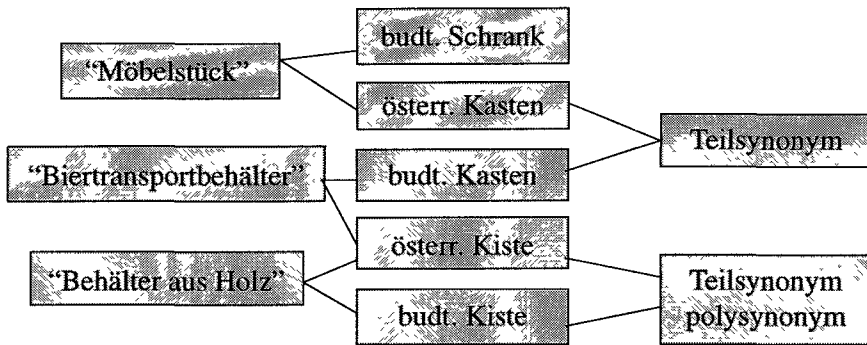 “Möbelstück”
“Biertransportbehälter”
“Behälter aus Holz”
budt. Schrank
österr. Kasten
budt. Kasten
österr. Kiste
budt. Kiste
Teilsynonym
Teilsynonym
polysynonym